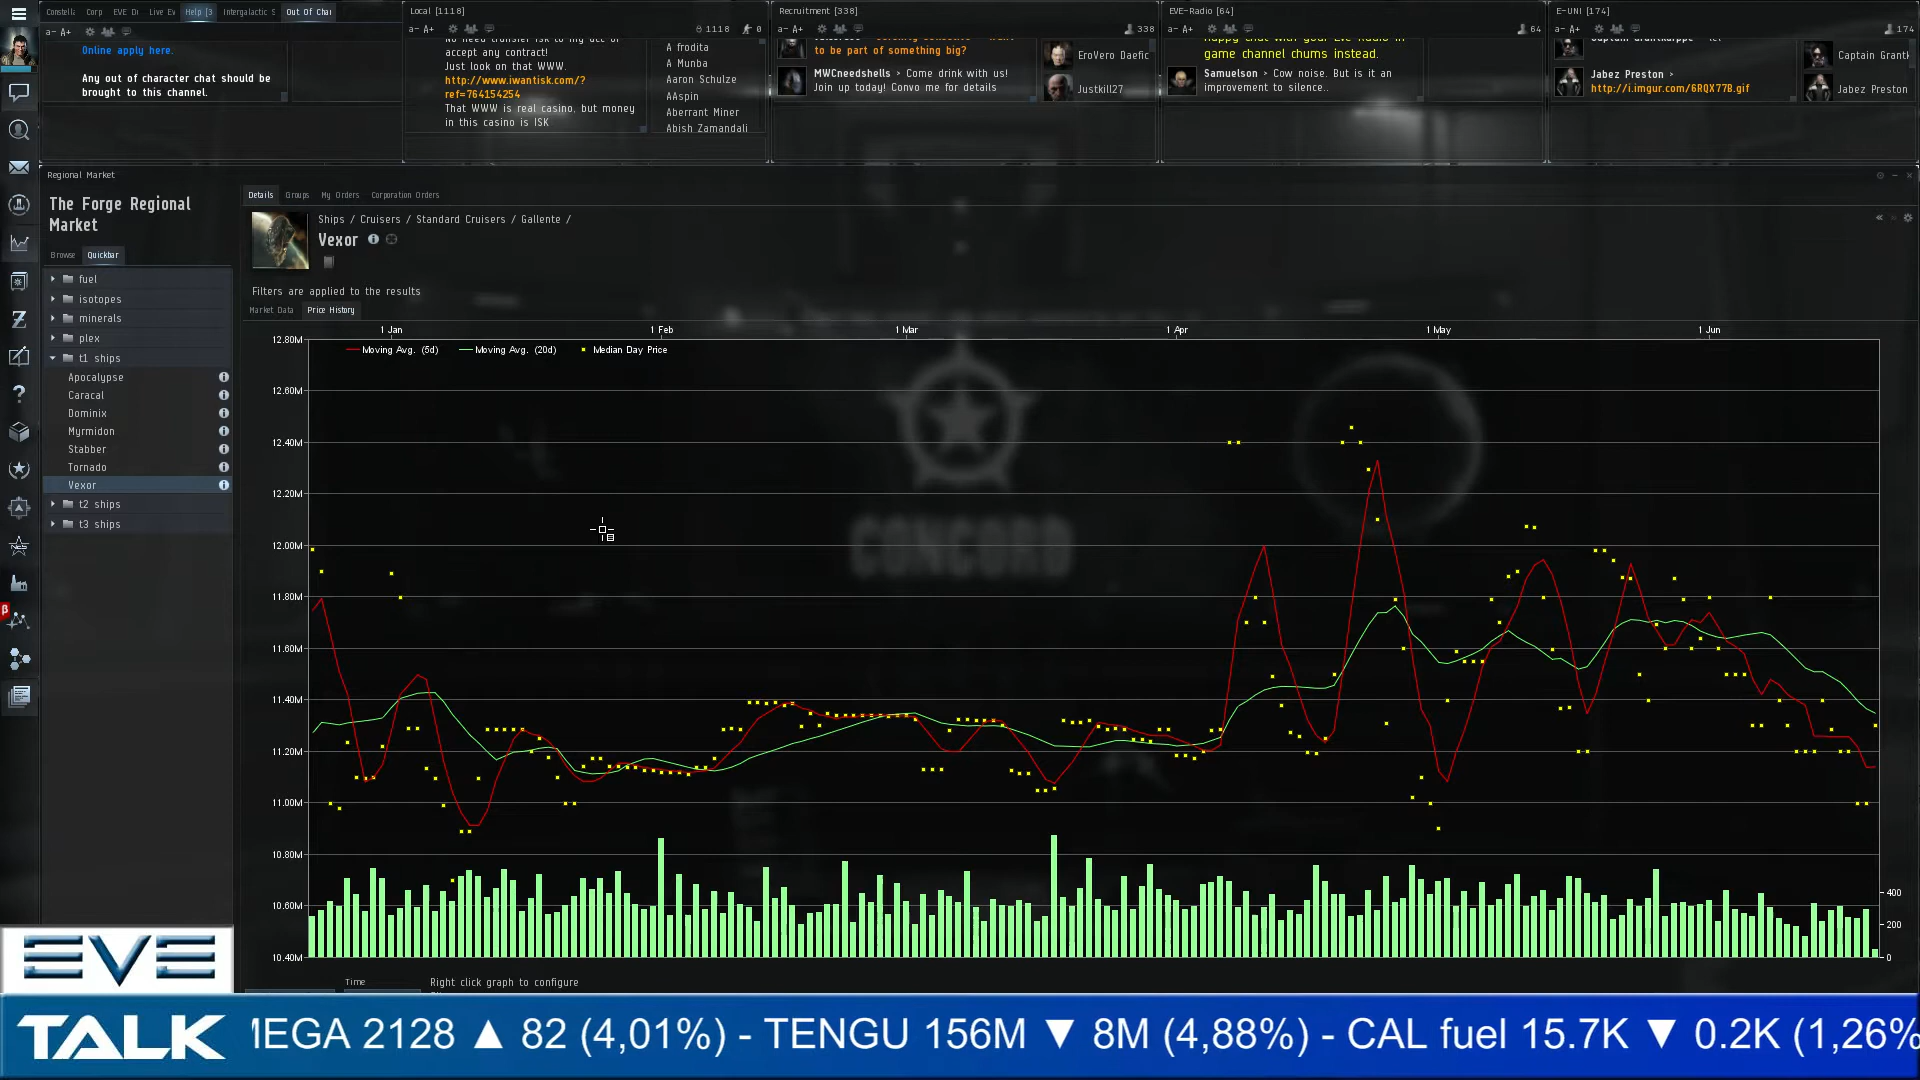 Constella
Corp
EVE D
Live Ev
Help [3
Intergalactic S
Out Of Char
a- A+
Online apply here.
Any out of character chat should be
brought to this channel.
Local [1118]
a- A+
1118
0
accept any contract!
Just look on that WWW.
http://www.iwantisk.com/?
ref=764154254
That WWW is real casino, but money
in this casino is ISK
A frodita
A Munba
Aaron Schulze
AAspin
Aberrant Miner
Abish Zamandali
Recruitment [338]
a- A+
338
to be part of something big?
MWCneedshells > Come drink with us!
Join up today! Convo me for details
EroVero Daefic
Justkill27
EVE-Radio [64]
a- A+
64
game channel chums instead.
Samuelson > Cow noise. But is it an
improvement to silence..
E-UNI [174]
a- A+
174
Jabez Preston >
http://i.imgur.com/6RQX77B.gif
Captain Grantk
Jabez Preston
Regional Market
The Forge Regional
Market
Browse
Quickbar
fuel
isotopes
minerals
plex
t1 ships
Apocalypse
Caracal
Dominix
Myrmidon
Stabber
Tornado
Vexor
t2 ships
t3 ships
Details
Groups
My Orders
Corporation Orders
Ships / Cruisers / Standard Cruisers / Gallente /
Vexor
Filters are applied to the results
Market Data
Price History
1 Jan
1 Feb
1 Mar
1 Apr
1 May
1 Jun
Moving Avg. (5d)
Moving Avg. (20d)
Median Day Price
12.80M
12.60M
12.40M
12.20M
12.00M
11.80M
11.60M
11.40M
11.20M
11.00M
10.80M
10.60M
10.40M
400
200
0
CONCORD
Time
Right click graph to configure
β
NES
EVE
TALK
MEGA 2128 ▲ 82 (4,01%) - TENGU 156M ▼ 8M (4,88%) - CAL fuel 15.7K ▼ 0.2K (1,26%